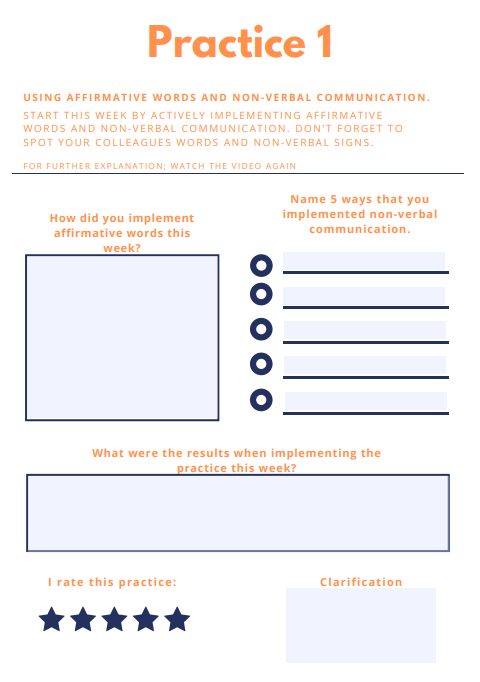 Practice 1
USING AFFIRMATIVE WORDS AND NON-VERBAL COMMUNICATION.
START THIS WEEK BY ACTIVELY IMPLEMENTING AFFIRMATIVE
WORDS AND NON-VERBAL COMMUNICATION. DON'T FORGET TO
SPOT YOUR COLLEAGUES WORDS AND NON-VERBAL SIGNS.
FOR FURTHER EXPLANATION; WATCH THE VIDEO AGAIN
How did you implement
affirmative words this
week?
Name 5 ways that you
implemented non-verbal
communication.
What were the results when implementing the
practice this week?
I rate this practice:
Clarification